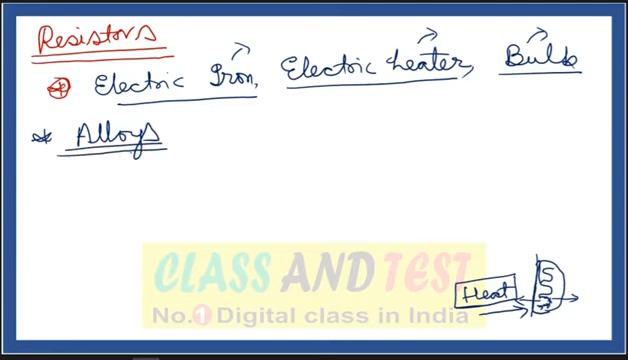 Resistors
Electric Iron, Electric heater, Bulb
* Alloys
CLASS AND TEST
No.1 Digital class in India
Heat